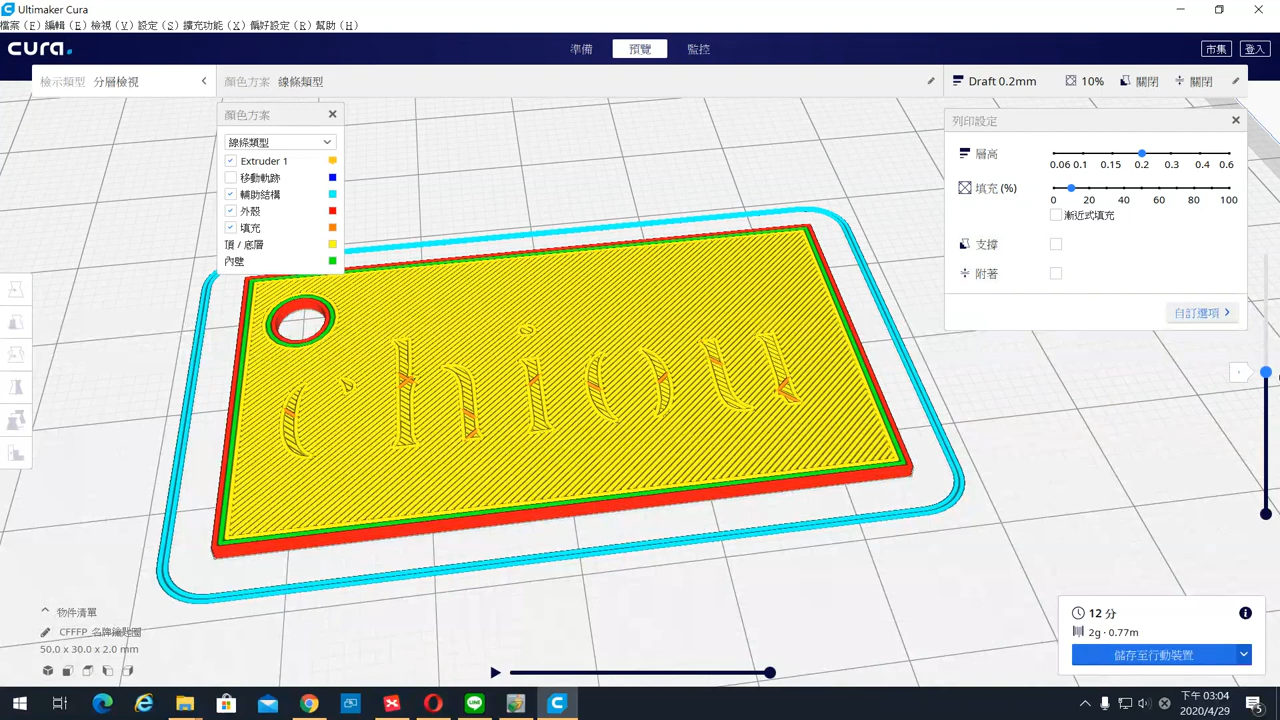 Ultimaker Cura
檔案 (F) 編輯 (E) 檢視 (V) 設定 (S) 擴充功能 (X) 偏好設定 (R) 幫助 (H)
cura.
準備 預覽 監控
市集 登入
檢示類型 分層檢視
顏色方案 線條類型
Draft 0.2mm 10% 關閉 關閉
顏色方案
線條類型
Extruder 1
移動軌跡
輔助結構
外殼
填充
頂 / 底層
內壁
列印設定
層高
0.06 0.1 0.15 0.2 0.3 0.4 0.6
填充 (%)
0 20 40 60 80 100
漸近式填充
支撐
附著
自訂選項
chiou
物件清單
CFFFP_名牌鑰匙圈
50.0 x 30.0 x 2.0 mm
12 分
2g · 0.77m
儲存至行動裝置
LINE
下午 03:04
2020/4/29
5